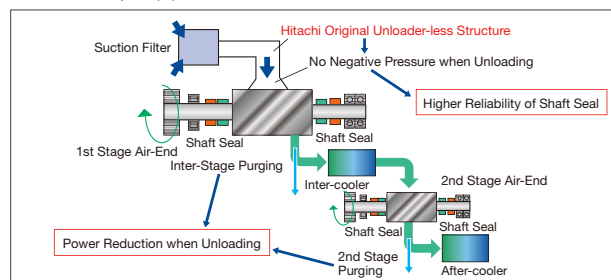 Hitachi Original Unloader-less Structure
Suction Filter
No Negative Pressure when Unloading
Higher Reliability of Shaft Seal
Shaft Seal
Shaft Seal
1st Stage Air-End
Inter-Stage Purging
Inter-cooler
2nd Stage Air-End
Shaft Seal
Shaft Seal
Power Reduction when Unloading
2nd Stage
Purging
After-cooler